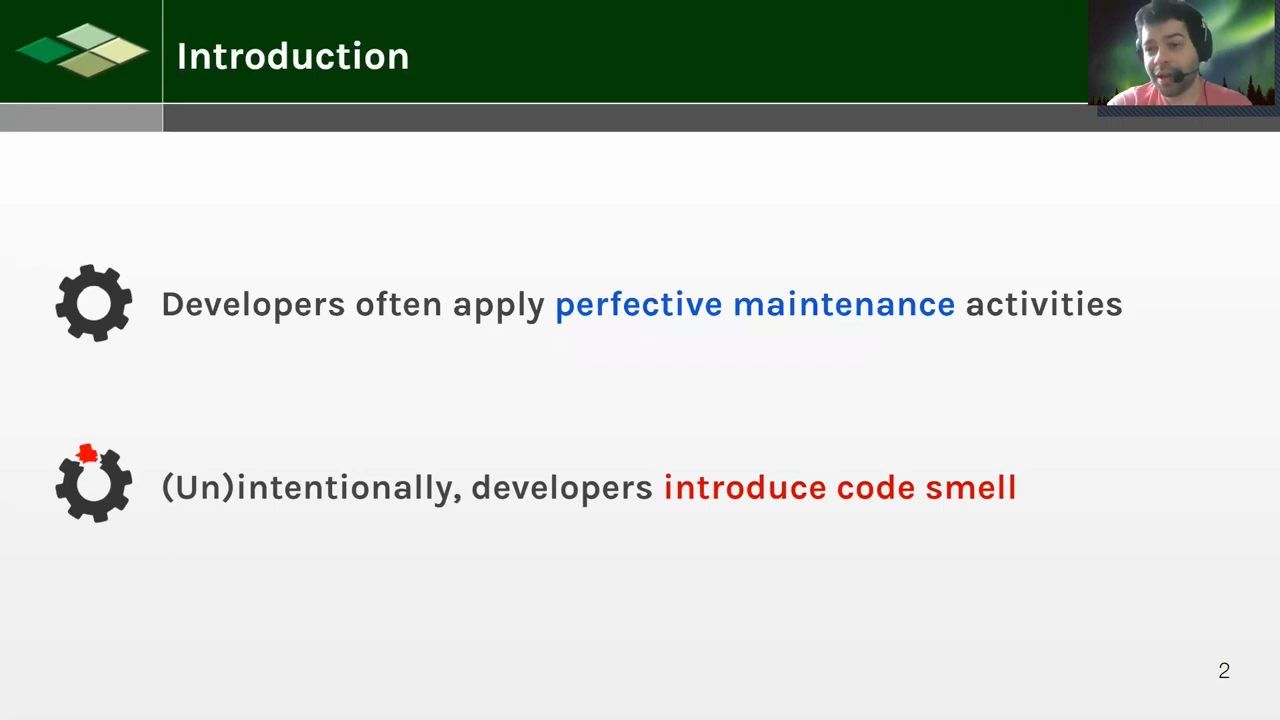 Introduction
Developers often apply perfective maintenance activities
(Un)intentionally, developers introduce code smell
2